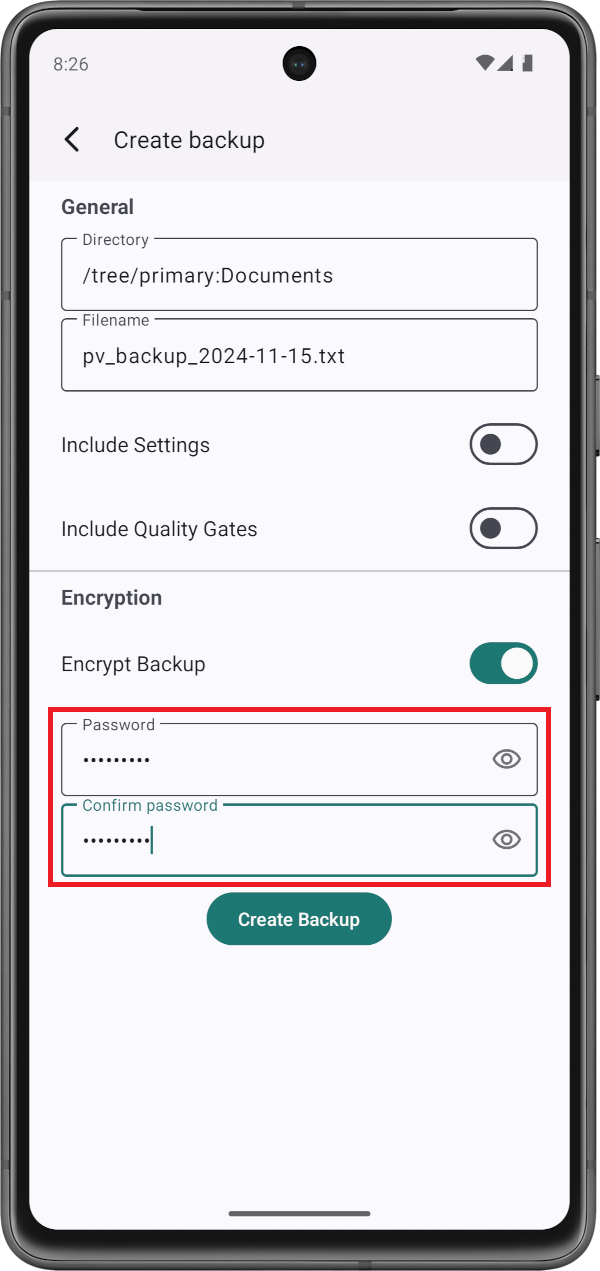 8:26
Create backup
General
Directory
/tree/primary:Documents
Filename
pv_backup_2024-11-15.txt
Include Settings
Include Quality Gates
Encryption
Encrypt Backup
Password
•••••••••
Confirm password
•••••••••
Create Backup